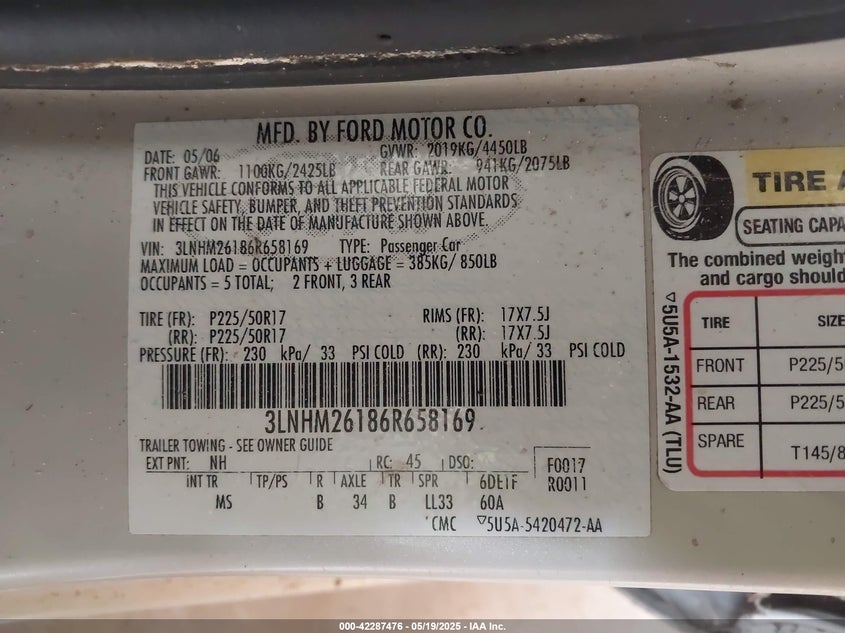 MFD. BY FORD MOTOR CO.
DATE: 05/06 GVWR: 2019KG/4450LB
FRONT GAWR: 1100KG/2425LB REAR GAWR: 941KG/2075LB
THIS VEHICLE CONFORMS TO ALL APPLICABLE FEDERAL MOTOR
VEHICLE SAFETY, BUMPER, AND THEFT PREVENTION STANDARDS
IN EFFECT ON THE DATE OF MANUFACTURE SHOWN ABOVE.
VIN: 3LNHM26186R658169 TYPE: Passenger Car
MAXIMUM LOAD = OCCUPANTS + LUGGAGE = 385KG/ 850LB
OCCUPANTS = 5 TOTAL; 2 FRONT, 3 REAR
TIRE (FR): P225/50R17 RIMS (FR): 17X7.5J
(RR): P225/50R17 (RR): 17X7.5J
PRESSURE (FR): 230 kPa/ 33 PSI COLD (RR): 230 kPa/ 33 PSI COLD
3LNHM26186R658169
TRAILER TOWING - SEE OWNER GUIDE
EXT PNT: NH RC: 45 DSO: F0017
INT TR TP/PS R AXLE TR SPR 6DE1F R0011
MS B 34 B LL33 60A
CMC ▽5U5A-5420472-AA
TIRE A
SEATING CAPA
The combined weight
and cargo should
TIRE SIZE
FRONT P225/50
REAR P225/5
SPARE T145/8
▽5U5A-1532-AA (TLU)
000-42287476 - 05/19/2025 - IAA Inc.